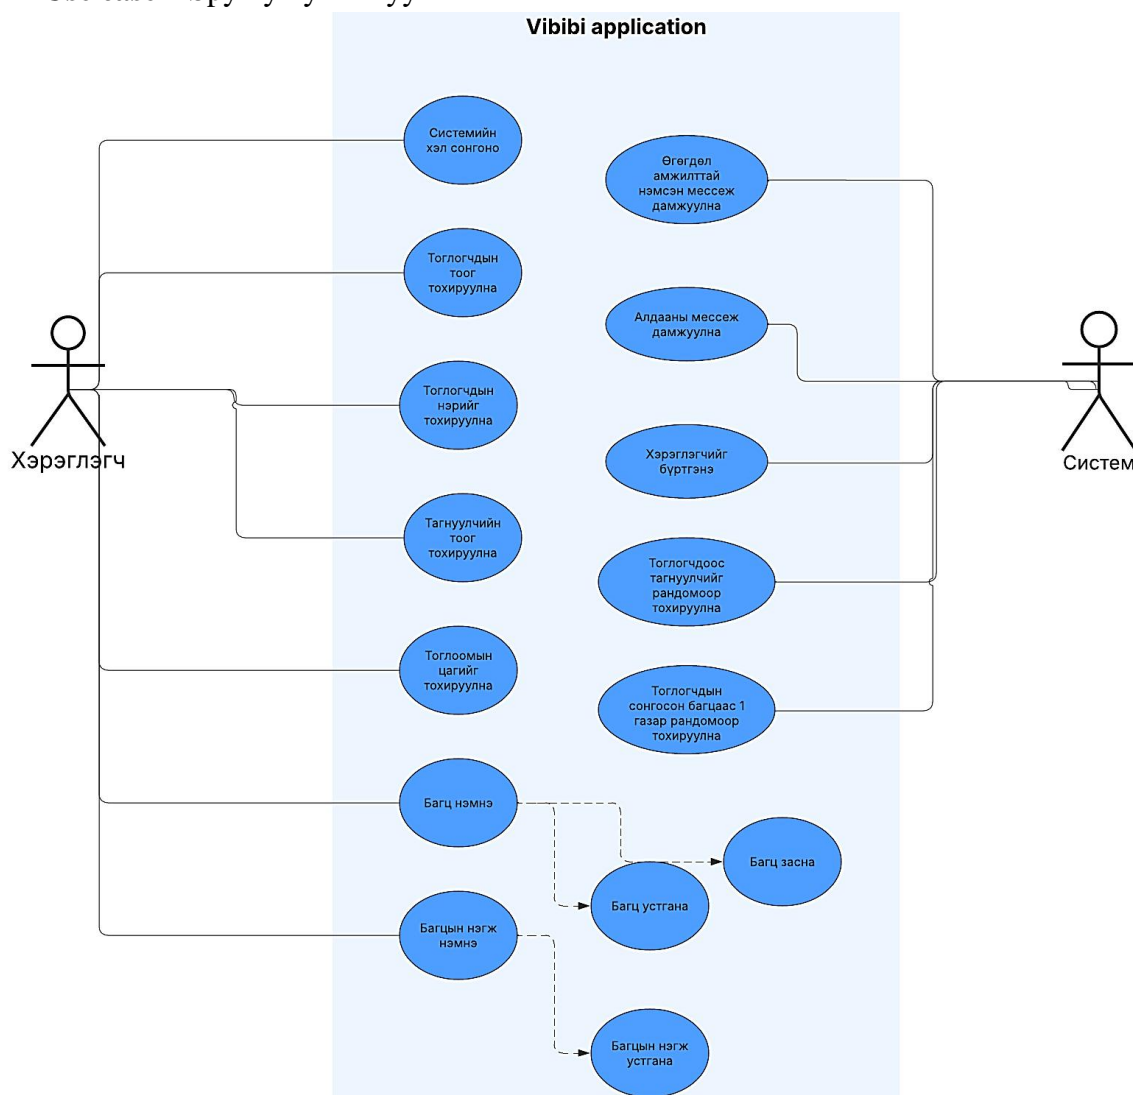 Vibibi application
Системийн
хэл сонгоно
Тоглогчдын
тоог
тохируулна
Тоглогчдын
нэрийг
тохируулна
Тагнуулчийн
тоог
тохируулна
Тоглоомын
цагийг
тохируулна
Багц нэмнэ
Багцын нэгж
нэмнэ
Өгөгдөл
амжилттай
нэмсэн мессеж
дамжуулна
Алдааны мессеж
дамжуулна
Хэрэглэгчийг
бүртгэнэ
Тоглогчдоос
тагнуулчийг
рандомоор
тохируулна
Тоглогчдын
сонгосон багцаас 1
газар рандомоор
тохируулна
Багц засна
Багц устгана
Багцын нэгж
устгана
Хэрэглэгч
Систем